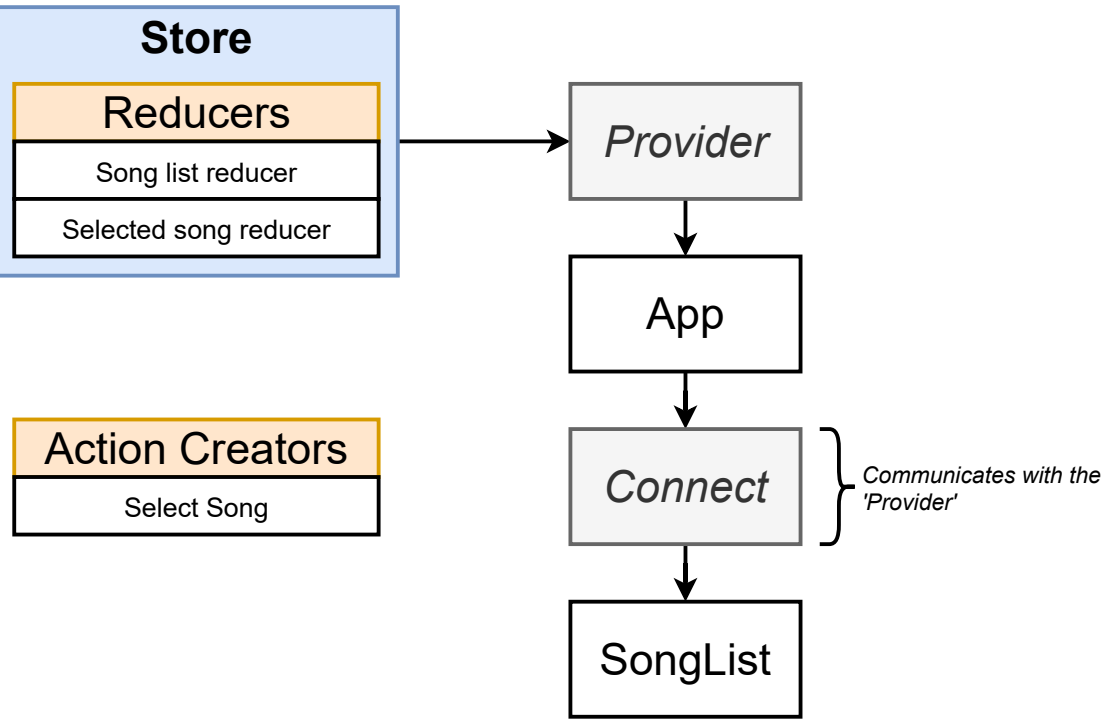 Store
Reducers
Song list reducer
Selected song reducer
Provider
App
Action Creators
Select Song
Connect
Communicates with the
'Provider'
SongList